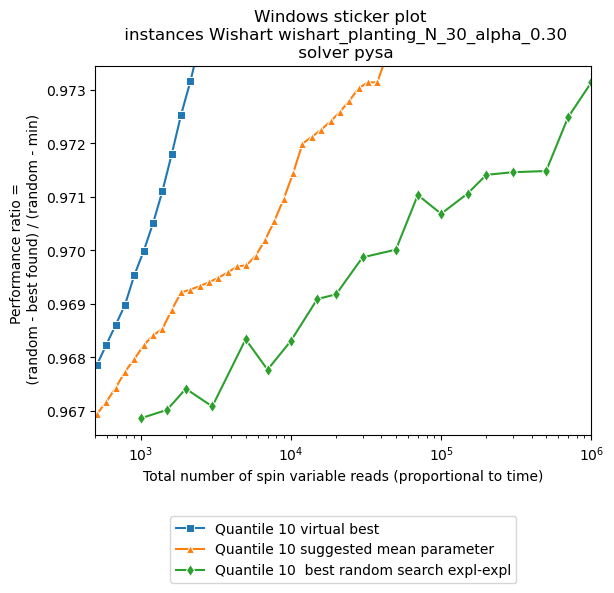 Windows sticker plot
instances Wishart wishart_planting_N_30_alpha_0.30
solver pysa
Performance ratio =
(random - best found) / (random - min)
0.973
0.972
0.971
0.970
0.969
0.968
0.967
10³ 10⁴ 10⁵ 10⁶
Total number of spin variable reads (proportional to time)
Quantile 10 virtual best
Quantile 10 suggested mean parameter
Quantile 10  best random search expl-expl